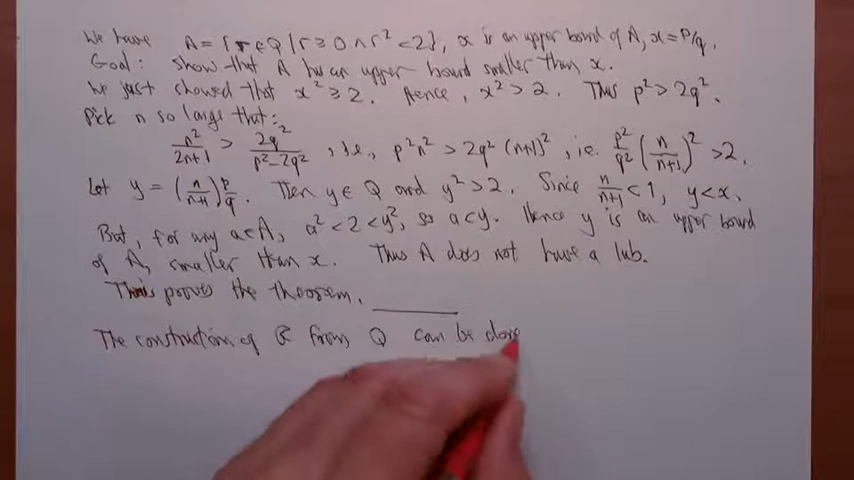 We have A = {r ∈ Q | r ≥ 0 ∧ r² < 2}, x is an upper bound of A, x = p/q.
Goal: show that A has an upper bound smaller than x.
We just showed that x² ≥ 2. Hence, x² > 2. Thus p² > 2q².
Pick n so large that:
n²/2n+1 > 2q²/p²-2q² , i.e., p²n² > 2q² (n+1)² , i.e. p²/q² (n/n+1)² > 2.
Let y = (n/n+1) p/q. Then y ∈ Q and y² > 2. Since n/n+1 < 1, y < x.
But, for any a ∈ A, a² < 2 < y², so a < y. Hence y is an upper bound
of A, smaller than x. Thus A does not have a lub.
This proves the theorem.
The construction of R from Q can be done